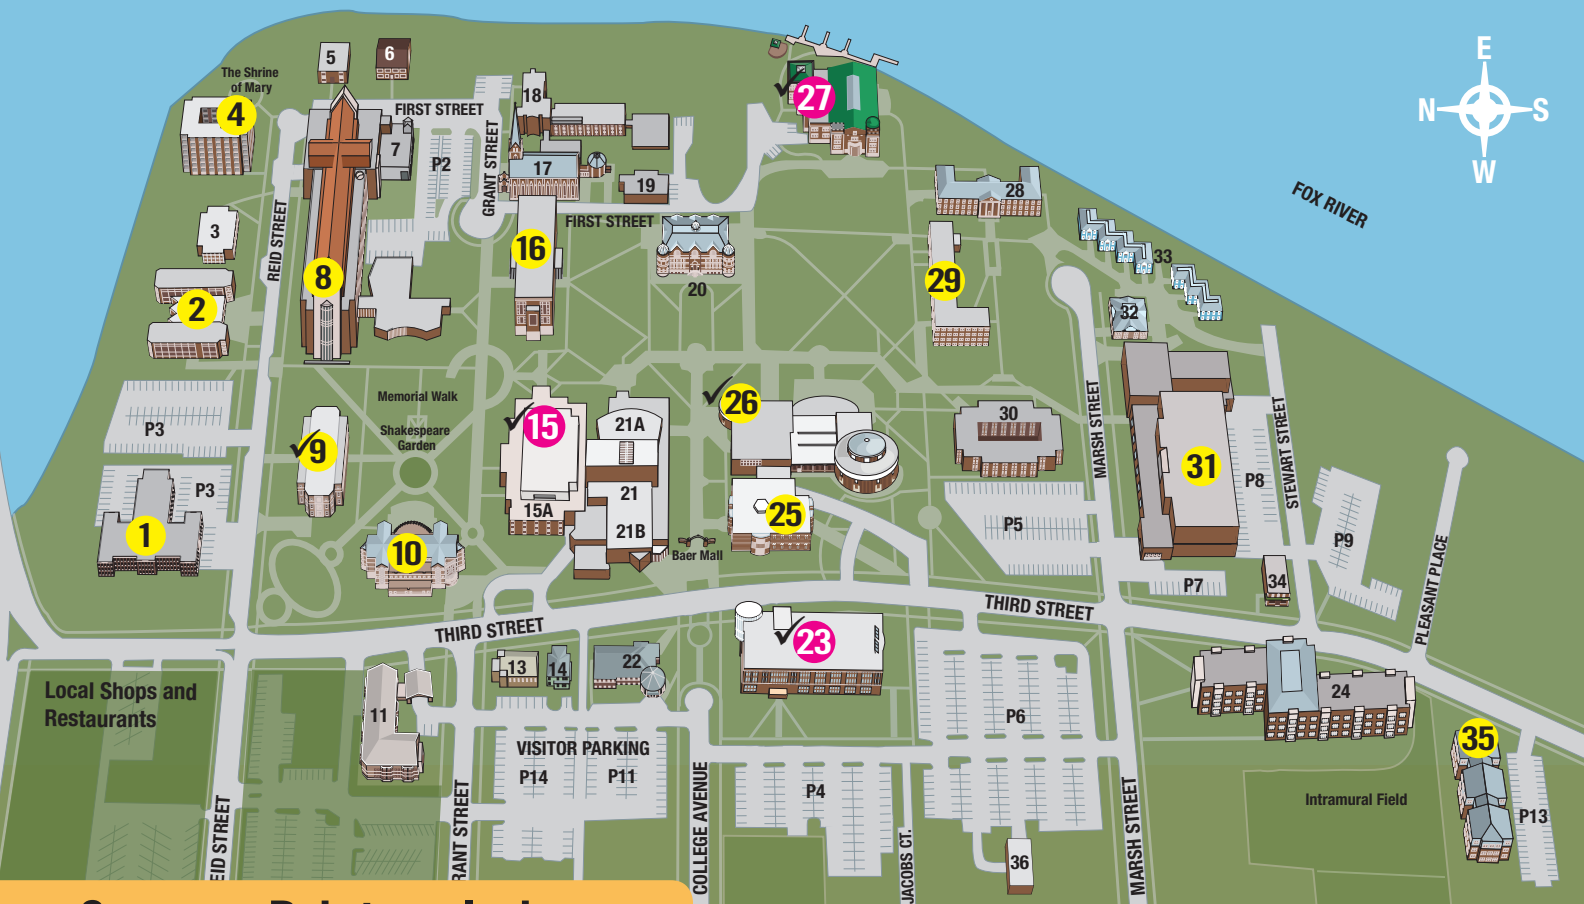 E
N
S
W
FOX RIVER
5
6
The Shrine
of Mary
4
FIRST STREET
7
P2
GRANT STREET
18
17
19
27
3
REID STREET
8
2
16
FIRST STREET
20
28
29
33
32
P3
P3
1
Memorial Walk
Shakespeare
Garden
9
10
15
15A
21A
21
21B
Baer Mall
26
25
30
P5
MARSH STREET
31
P8
STEWART STREET
P9
P7
34
PLEASANT PLACE
THIRD STREET
THIRD STREET
Local Shops and
Restaurants
11
13
14
22
23
24
35
VISITOR PARKING
P14
P11
P4
P6
36
Intramural Field
P13
EID STREET
RANT STREET
COLLEGE AVENUE
JACOBS CT.
MARSH STREET